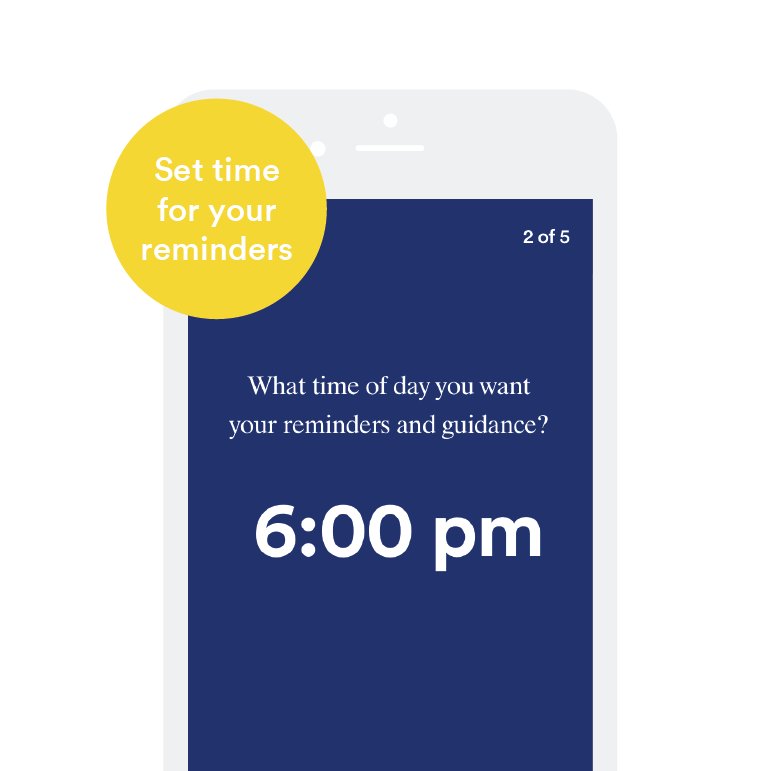 Set time
for your
reminders
2 of 5
What time of day you want
your reminders and guidance?
6:00 pm